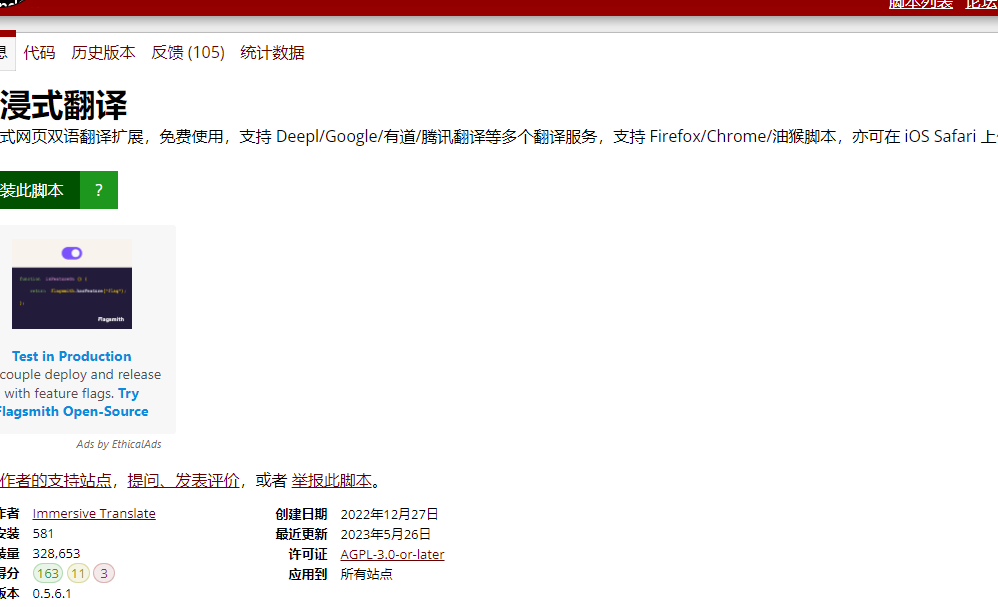 脚本列表 论坛
息 代码 历史版本 反馈 (105) 统计数据
浸式翻译
式网页双语翻译扩展，免费使用，支持 Deepl/Google/有道/腾讯翻译等多个翻译服务，支持 Firefox/Chrome/油猴脚本，亦可在 iOS Safari 上
装此脚本 ?
Flagsmith
Test in Production
couple deploy and release
with feature flags. Try
Flagsmith Open-Source
Ads by EthicalAds
作者的支持站点，提问、发表评价，或者 举报此脚本。
作者 Immersive Translate 创建日期 2022年12月27日
安装 581 最近更新 2023年5月26日
装量 328,653 许可证 AGPL-3.0-or-later
得分 163 11 3 应用到 所有站点
版本 0.5.6.1